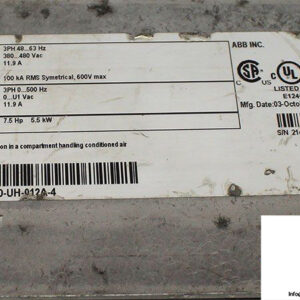 3PH 48...63 Hz
380...480 Vac
11.9 A
100 kA RMS Symetrical, 600V max
3PH 0...500 Hz
0...U1 Vac
11.9 A
7.5 Hp 5.5 kW
ion in a compartment handling conditioned air
0-UH-012A-4
ABB INC.
C US
LISTED
E124
Mfg. Date: 03-Octo
S/N 21